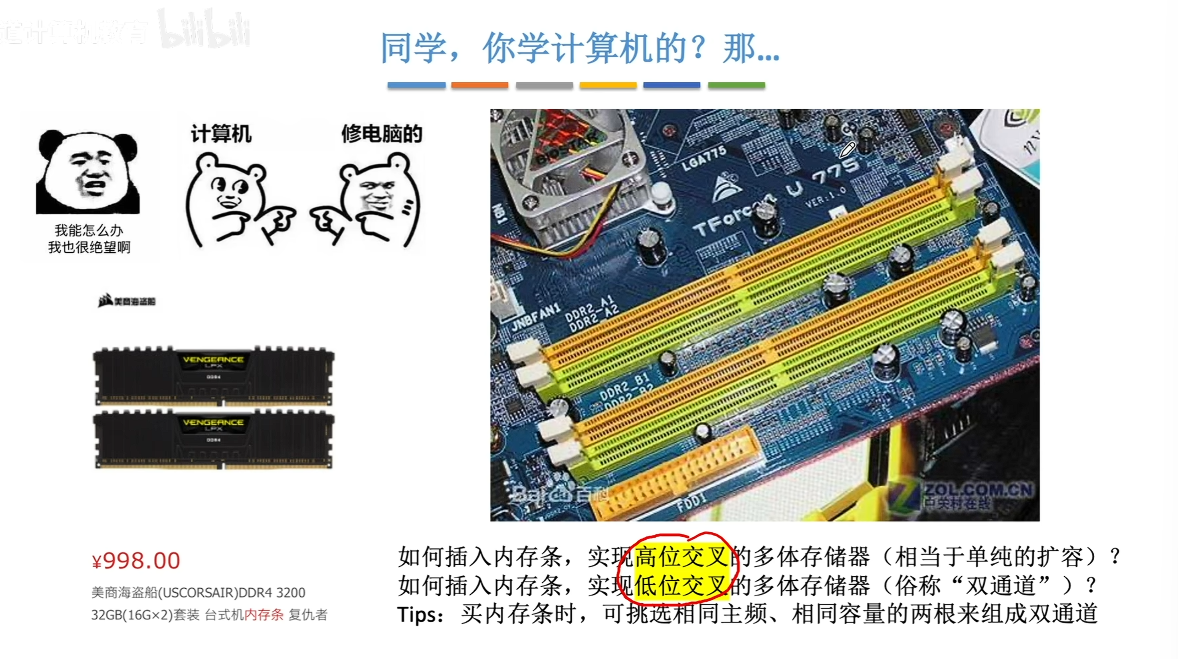 bilibili
同学，你学计算机的？那…
计算机
修电脑的
我能怎么办
我也很绝望啊
美商海盗船
VENGEANCE
LPX
DDR4
VENGEANCE
LPX
DDR4
¥998.00
美商海盗船(USCORSAIR)DDR4 3200
32GB(16G×2)套装 台式机内存条 复仇者
LGA775
TForce
U 775
VER:1.0
JNBFAN1
DDR2_A1
DDR2_A2
DDR2_B1
DDR2_B2
FDD1
Baidu百科
ZOL.COM.CN
中关村在线
如何插入内存条，实现高位交叉的多体存储器（相当于单纯的扩容）？
如何插入内存条，实现低位交叉的多体存储器（俗称“双通道”）？
Tips：买内存条时，可挑选相同主频、相同容量的两根来组成双通道